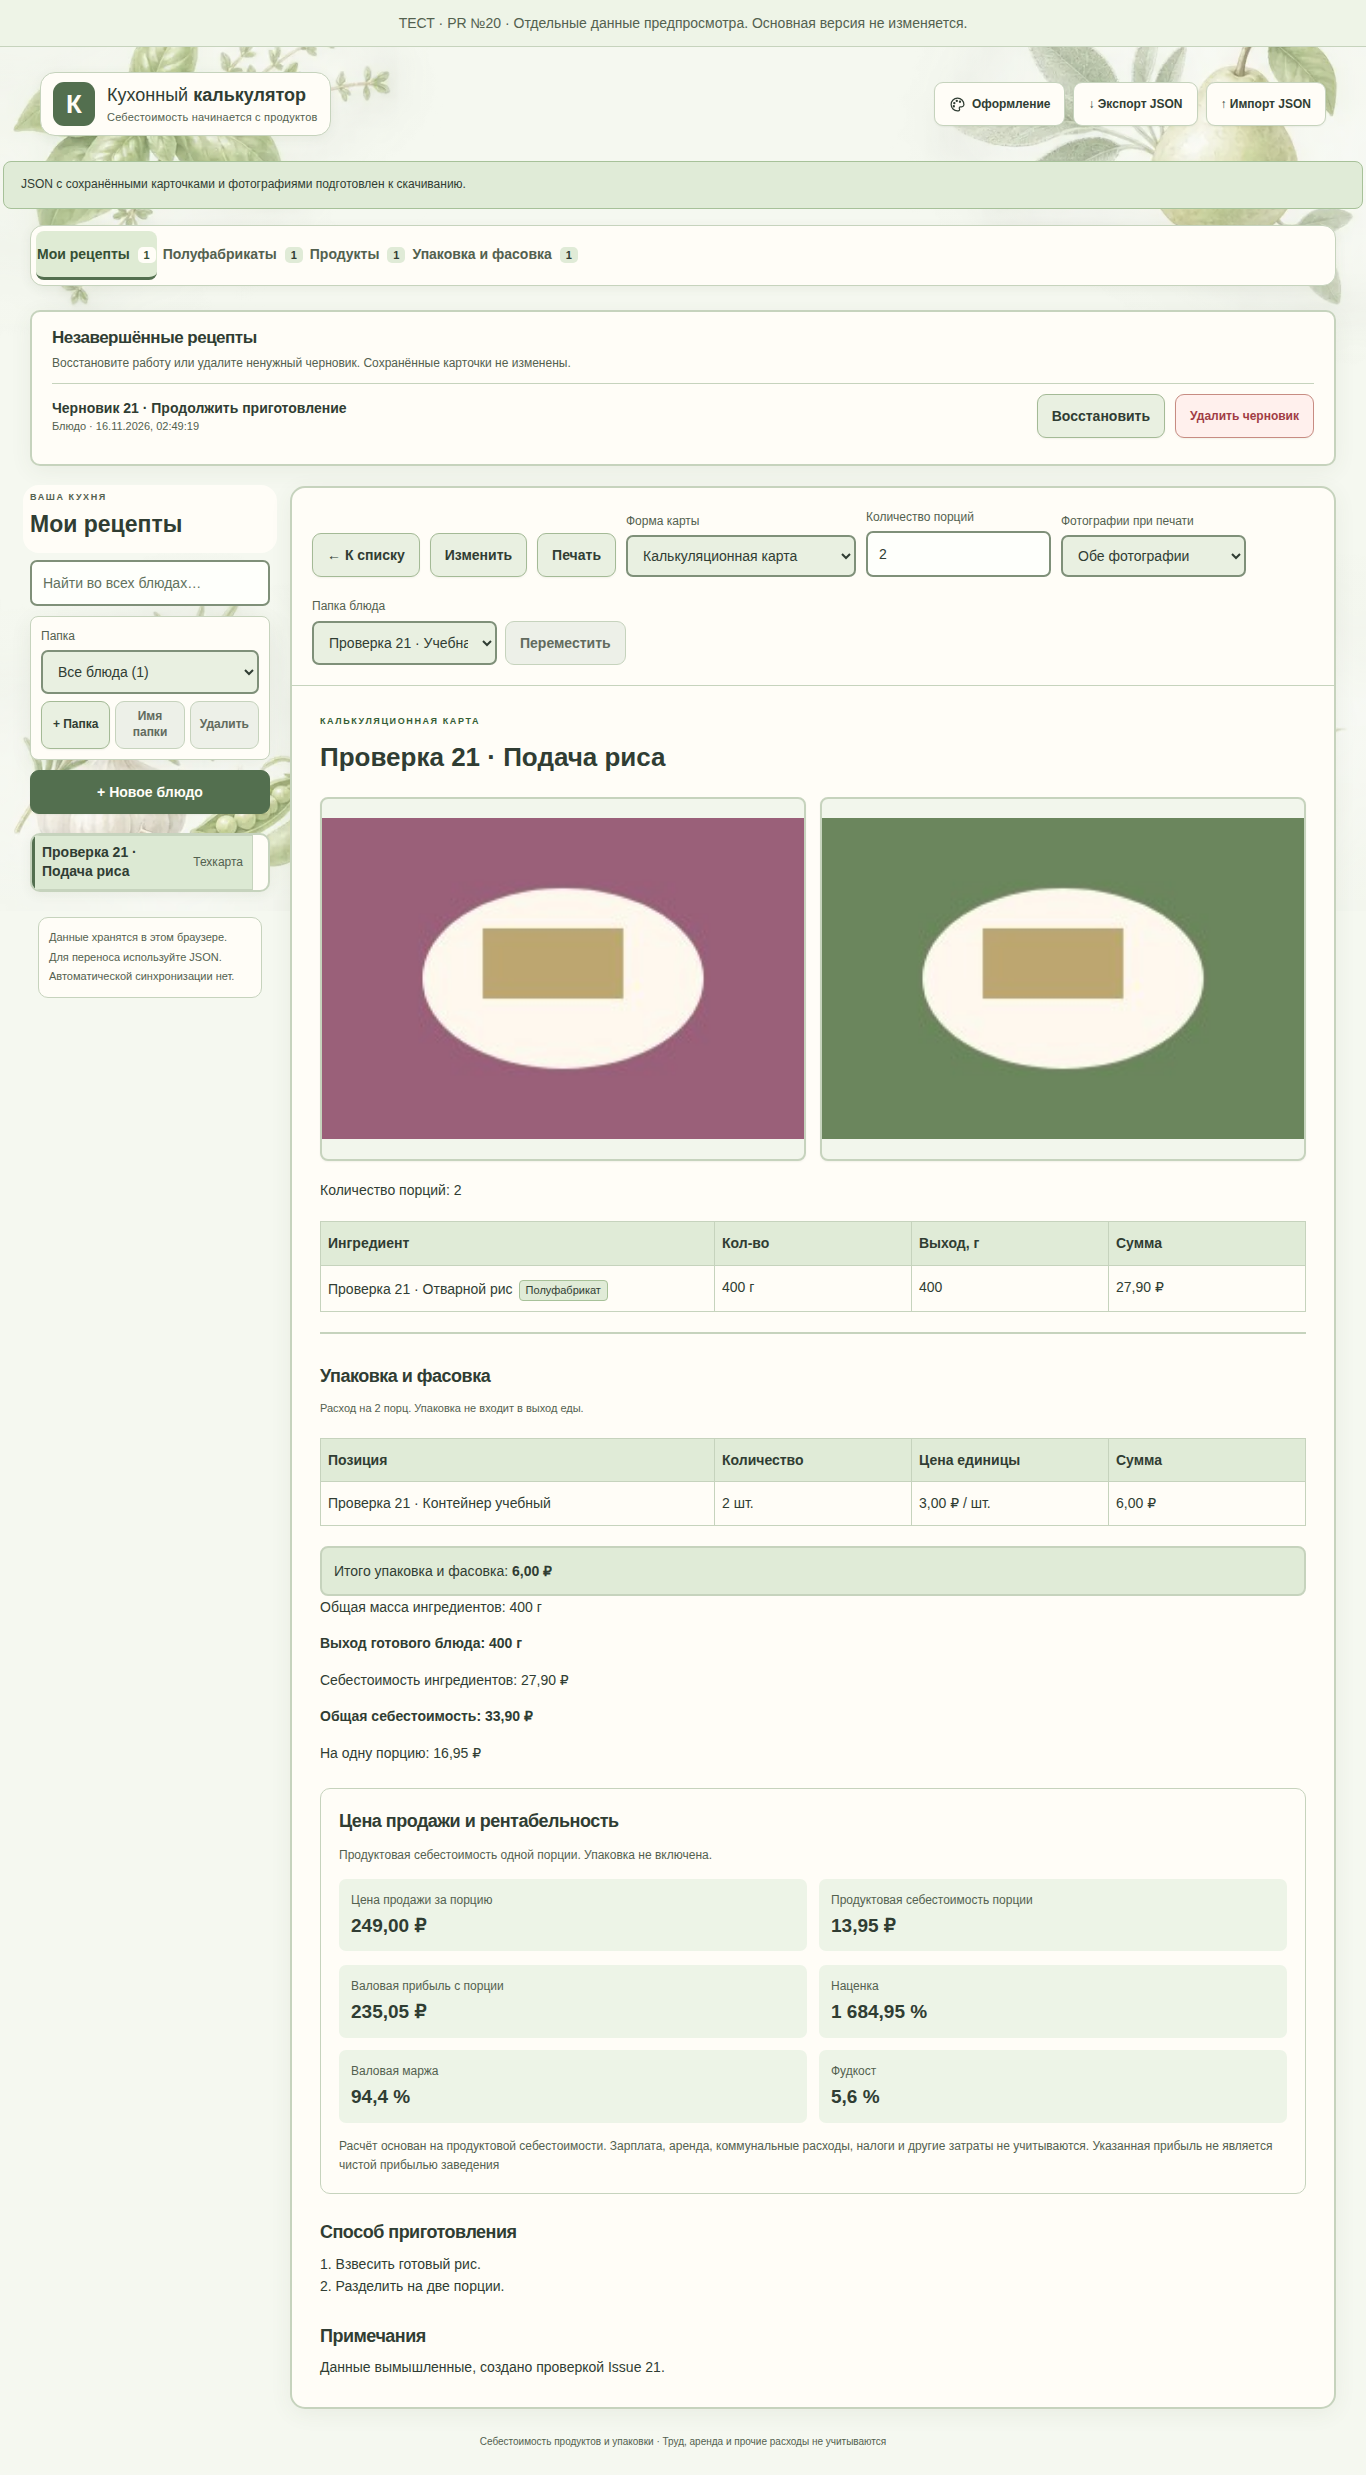 ТЕСТ · PR №20 · Отдельные данные предпросмотра. Основная версия не изменяется.
К
Кухонный калькулятор
Себестоимость начинается с продуктов
Оформление
↓ Экспорт JSON
↑ Импорт JSON
JSON с сохранёнными карточками и фотографиями подготовлен к скачиванию.
Мои рецепты 1 Полуфабрикаты 1 Продукты 1 Упаковка и фасовка 1
Незавершённые рецепты
Восстановите работу или удалите ненужный черновик. Сохранённые карточки не изменены.
Черновик 21 · Продолжить приготовление
Блюдо · 16.11.2026, 02:49:19
Восстановить
Удалить черновик
ВАША КУХНЯ
Мои рецепты
Найти во всех блюдах…
Папка
Все блюда (1)
+ Папка
Имя
папки
Удалить
+ Новое блюдо
Проверка 21 ·
Подача риса
Техкарта
Данные хранятся в этом браузере.
Для переноса используйте JSON.
Автоматической синхронизации нет.
← К списку
Изменить
Печать
Форма карты
Калькуляционная карта
Количество порций
2
Фотографии при печати
Обе фотографии
Папка блюда
Проверка 21 · Учебна
Переместить
КАЛЬКУЛЯЦИОННАЯ КАРТА
Проверка 21 · Подача риса
Количество порций: 2
Ингредиент Кол-во Выход, г Сумма
Проверка 21 · Отварной рис Полуфабрикат 400 г 400 27,90 ₽
Упаковка и фасовка
Расход на 2 порц. Упаковка не входит в выход еды.
Позиция Количество Цена единицы Сумма
Проверка 21 · Контейнер учебный 2 шт. 3,00 ₽ / шт. 6,00 ₽
Итого упаковка и фасовка: 6,00 ₽
Общая масса ингредиентов: 400 г
Выход готового блюда: 400 г
Себестоимость ингредиентов: 27,90 ₽
Общая себестоимость: 33,90 ₽
На одну порцию: 16,95 ₽
Цена продажи и рентабельность
Продуктовая себестоимость одной порции. Упаковка не включена.
Цена продажи за порцию
249,00 ₽
Продуктовая себестоимость порции
13,95 ₽
Валовая прибыль с порции
235,05 ₽
Наценка
1 684,95 %
Валовая маржа
94,4 %
Фудкост
5,6 %
Расчёт основан на продуктовой себестоимости. Зарплата, аренда, коммунальные расходы, налоги и другие затраты не учитываются. Указанная прибыль не является
чистой прибылью заведения
Способ приготовления
1. Взвесить готовый рис.
2. Разделить на две порции.
Примечания
Данные вымышленные, создано проверкой Issue 21.
Себестоимость продуктов и упаковки · Труд, аренда и прочие расходы не учитываются